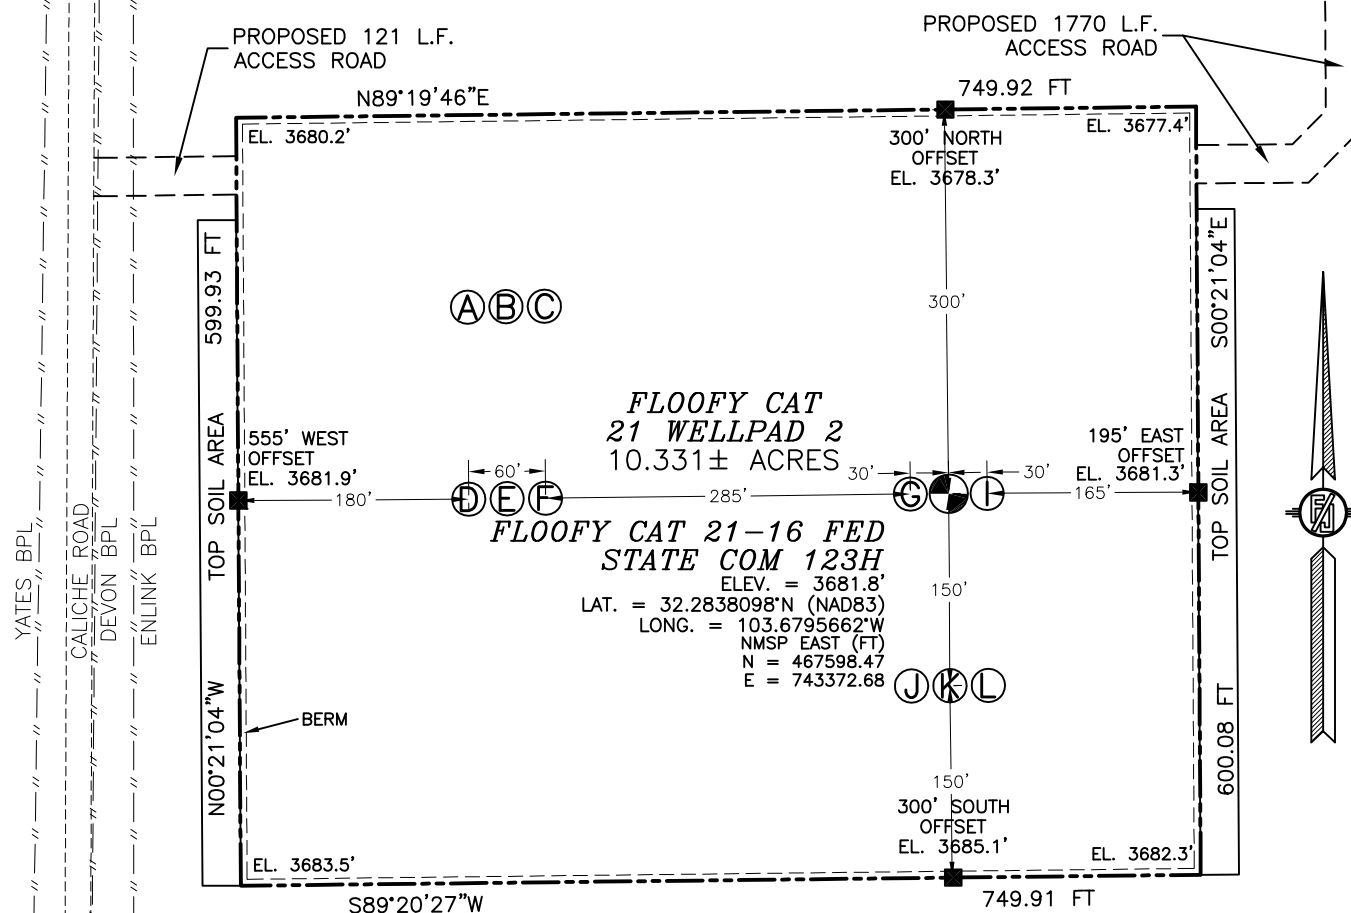 PROPOSED 121 L.F.
ACCESS ROAD
PROPOSED 1770 L.F.
ACCESS ROAD
N89°19'46"E
749.92 FT
EL. 3680.2'
300' NORTH
OFFSET
EL. 3678.3'
EL. 3677.4'
599.93 FT
TOP SOIL AREA
N00°21'04"W
S00°21'04"E
TOP SOIL AREA
600.08 FT
A B C
300'
FLOOFY CAT
21 WELLPAD 2
10.331± ACRES
555' WEST
OFFSET
EL. 3681.9'
195' EAST
OFFSET
EL. 3681.3'
60'
30'
30'
180'
D E F
285'
G
I
165'
FLOOFY CAT 21-16 FED
STATE COM 123H
ELEV. = 3681.8'
LAT. = 32.2838098°N (NAD83)
LONG. = 103.6795662°W
NMSP EAST (FT)
N = 467598.47
E = 743372.68
150'
J K L
YATES BPL
CALICHE ROAD
DEVON BPL
ENLINK BPL
BERM
150'
300' SOUTH
OFFSET
EL. 3685.1'
EL. 3683.5'
EL. 3682.3'
S89°20'27"W
749.91 FT
FJ